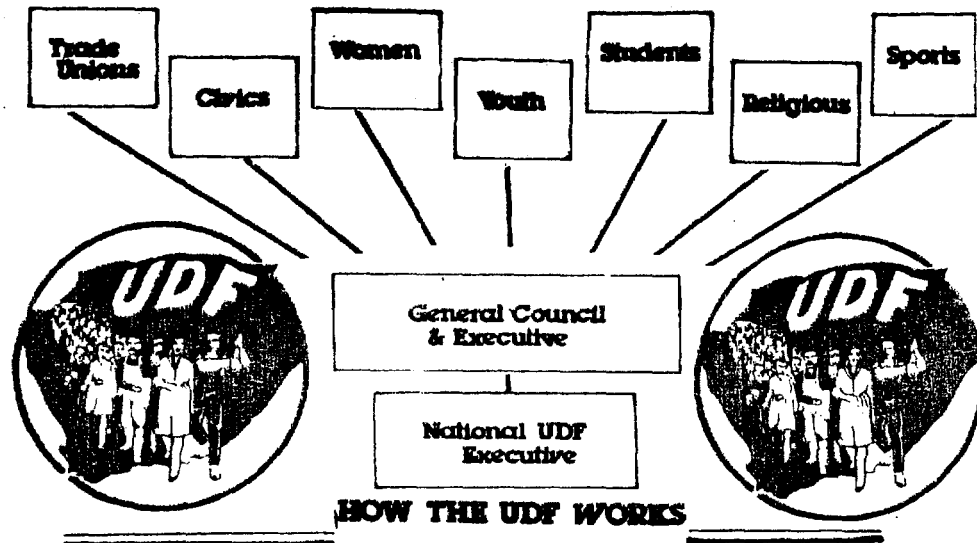 Trade
Unions
Civics
Women
Youth
Students
Religious
Sports
UDF
General Council
& Executive
UDF
National UDF
Executive
HOW THE UDF WORKS